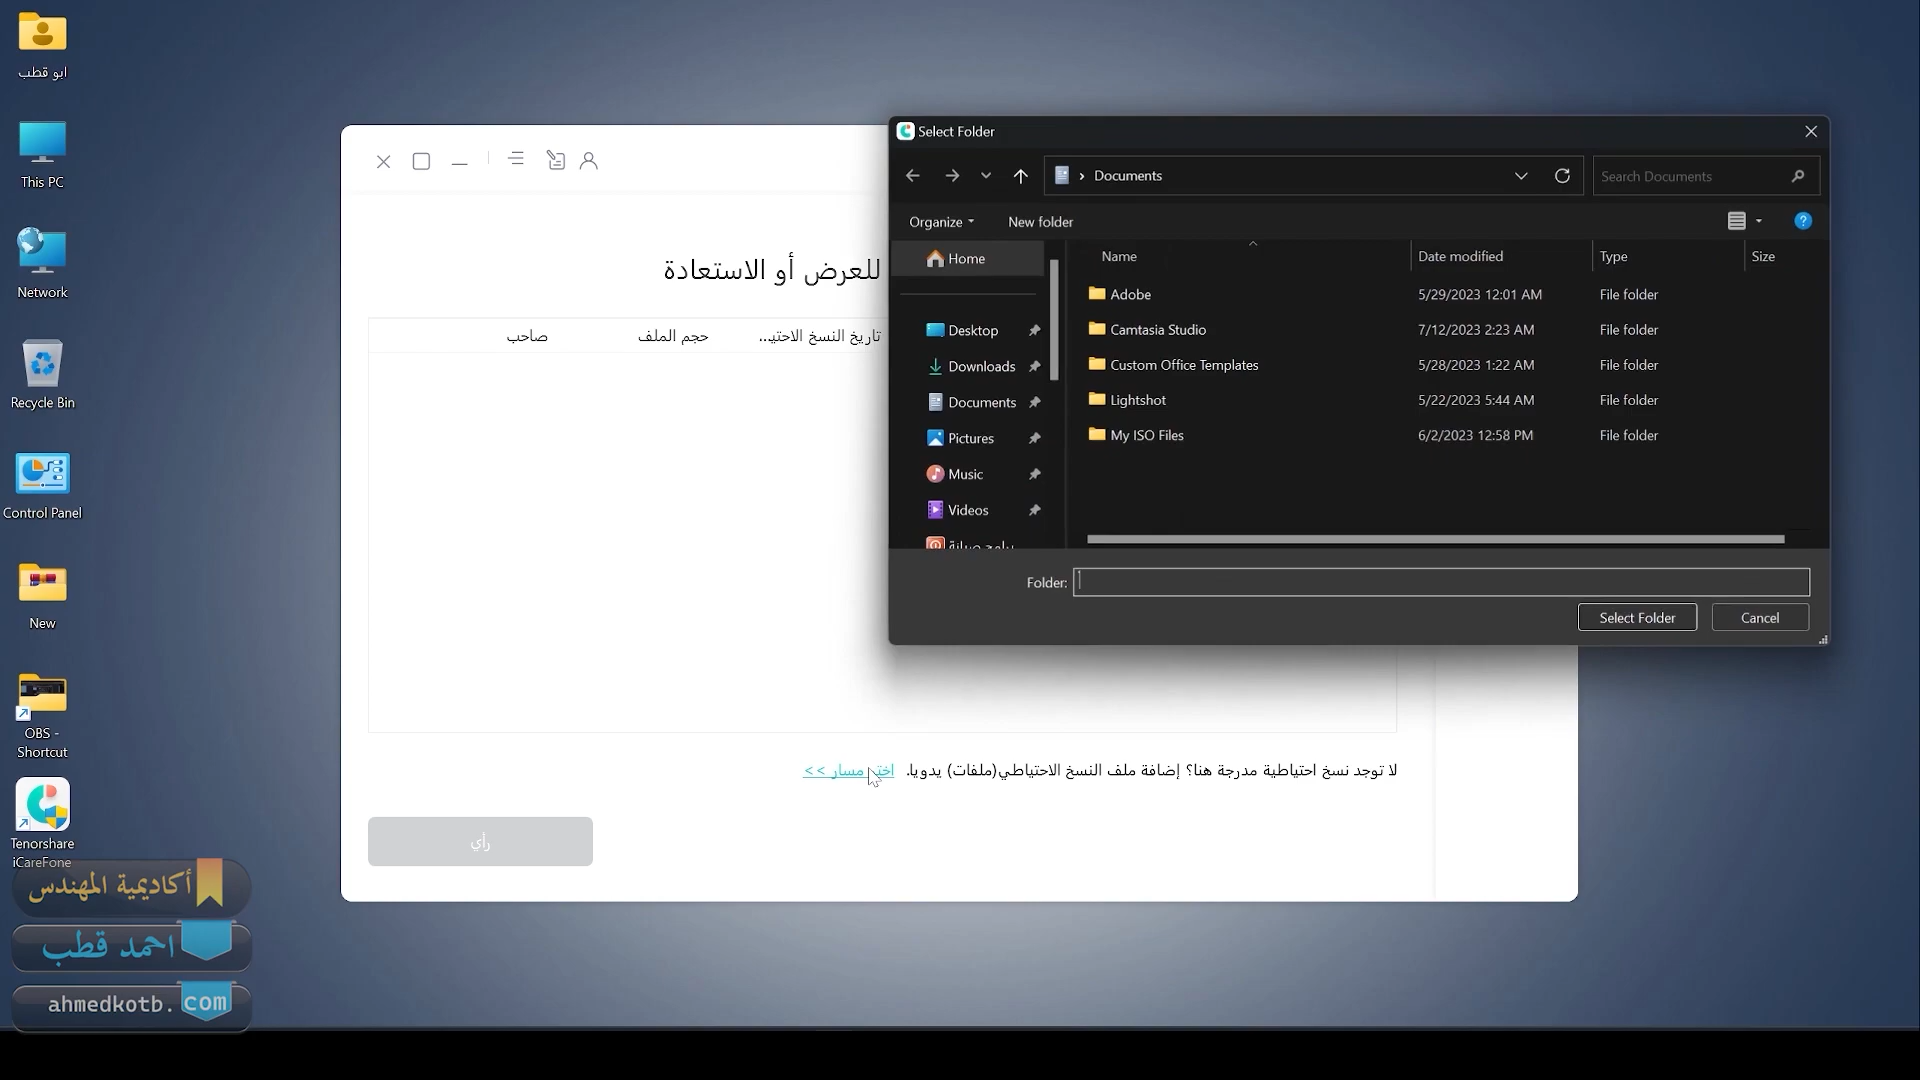 ابو قطب
This PC
Network
Recycle Bin
Control Panel
New
OBS -
Shortcut
Tenorshare
iCareFone
أكاديمية المهندس
احمد قطب
ahmedkotb.com
للعرض أو الاستعادة
تاريخ النسخ الاحتيـ...
حجم الملف
صاحب
لا توجد نسخ احتياطية مدرجة هنا؟ إضافة ملف النسخ الاحتياطي(ملفات) يدويا.
مسار >>
رأي
Select Folder
Documents
Search Documents
Organize
New folder
Name Date modified Type Size
Adobe 5/29/2023 12:01 AM File folder
Camtasia Studio 7/12/2023 2:23 AM File folder
Custom Office Templates 5/28/2023 1:22 AM File folder
Lightshot 5/22/2023 5:44 AM File folder
My ISO Files 6/2/2023 12:58 PM File folder
Home
Desktop
Downloads
Documents
Pictures
Music
Videos
Folder:
Select Folder
Cancel